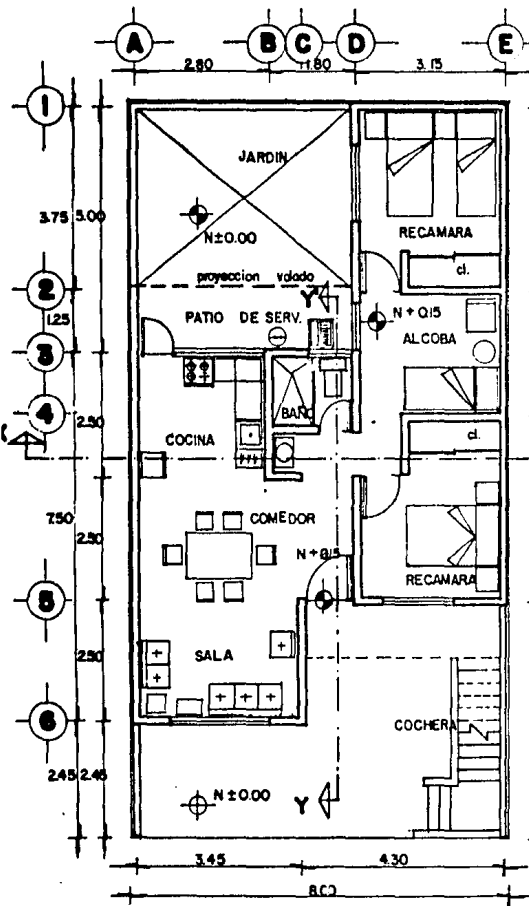 A B C D E
2.80 1.80 3.15
1
JARDIN
RECAMARA
3.75 5.00
N±0.00
cl.
2
proyeccion volado
Y'
1.25
PATIO DE SERV.
N + 0.15
ALCOBA
3
4
BAÑO
2.50
COCINA
cl.
7.50
2.50
COMEDOR
N + 0.15
RECAMARA
5
2.50
SALA
6
COCHERA
2.45 2.45
N ± 0.00
Y
3.45 4.30
8.00